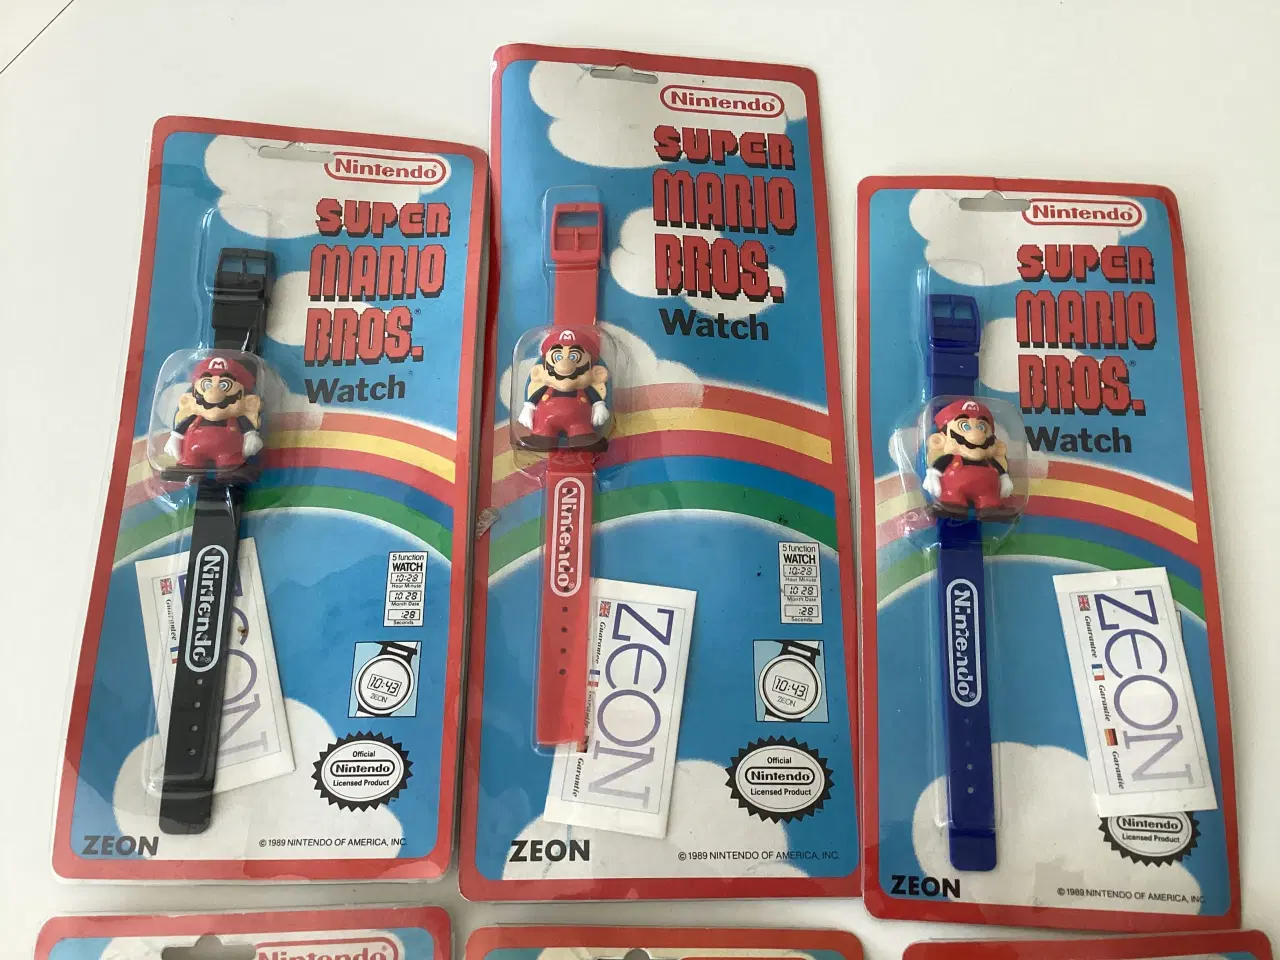 Nintendo
SUPER
MARIO
BROS.
Watch
Nintendo
5 function
WATCH
10:28
Hour Minute
10 28
Month Date
:28
Seconds
10:43
ZEON
Official
Nintendo
Licensed Product
ZEON
Guarantee
ZEON
© 1989 NINTENDO OF AMERICA, INC.
Nintendo
SUPER
MARIO
BROS.
Watch
Nintendo
5 function
WATCH
10:28
Hour Minute
10 28
Month Date
:28
Seconds
10:43
ZEON
Official
Nintendo
Licensed Product
ZEON
Guarantee
Garantie
ZEON
© 1989 NINTENDO OF AMERICA, INC.
Nintendo
SUPER
MARIO
BROS.
Watch
Nintendo
ZEON
Guarantee
Garantie
Garantie
Nintendo
Licensed Product
ZEON
© 1989 NINTENDO OF AMERICA, INC
Nintendo